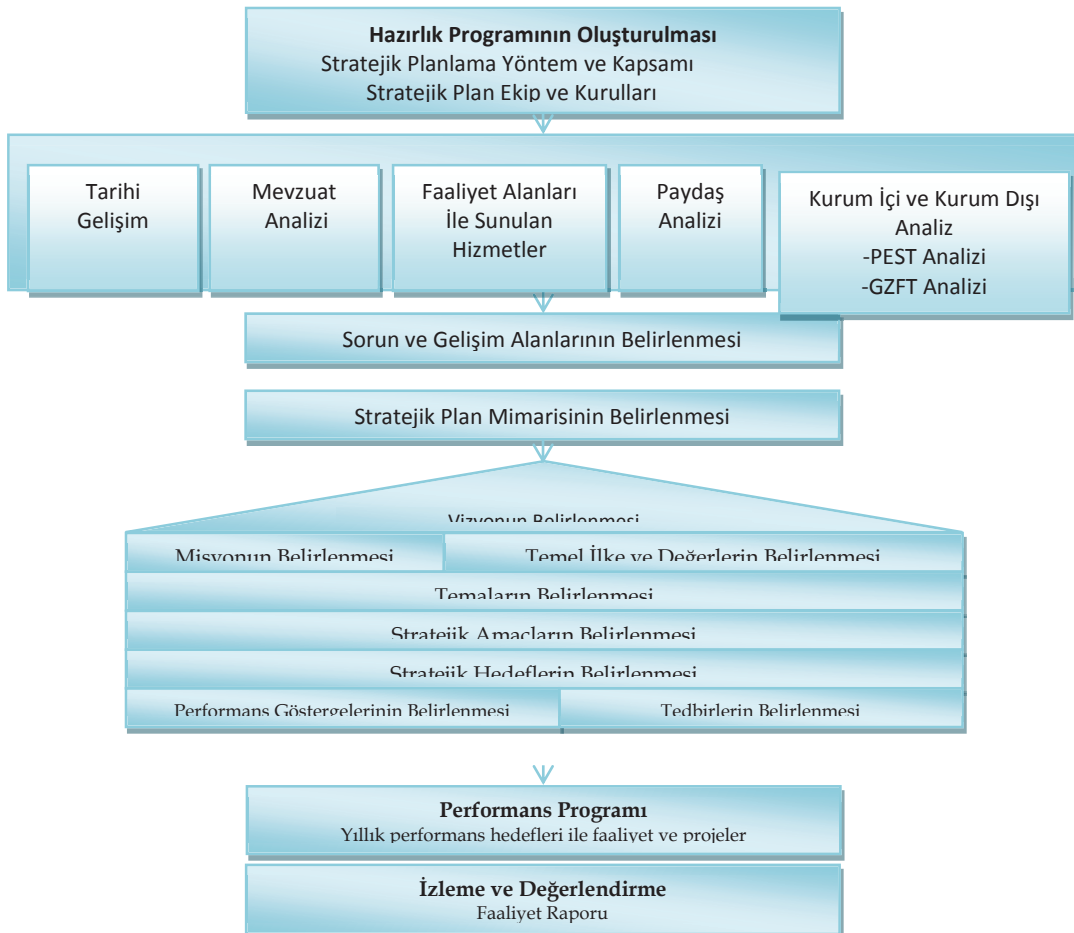 Hazırlık Programının Oluşturulması
Stratejik Planlama Yöntem ve Kapsamı
Stratejik Plan Ekip ve Kurulları
Tarihi
Gelişim
Mevzuat
Analizi
Faaliyet Alanları
İle Sunulan
Hizmetler
Paydaş
Analizi
Kurum İçi ve Kurum Dışı
Analiz
-PEST Analizi
-GZFT Analizi
Sorun ve Gelişim Alanlarının Belirlenmesi
Stratejik Plan Mimarisinin Belirlenmesi
Vizyonun Belirlenmesi
Misyonun Belirlenmesi
Temel İlke ve Değerlerin Belirlenmesi
Temaların Belirlenmesi
Stratejik Amaçların Belirlenmesi
Stratejik Hedeflerin Belirlenmesi
Performans Göstergelerinin Belirlenmesi
Tedbirlerin Belirlenmesi
Performans Programı
Yıllık performans hedefleri ile faaliyet ve projeler
İzleme ve Değerlendirme
Faaliyet Raporu